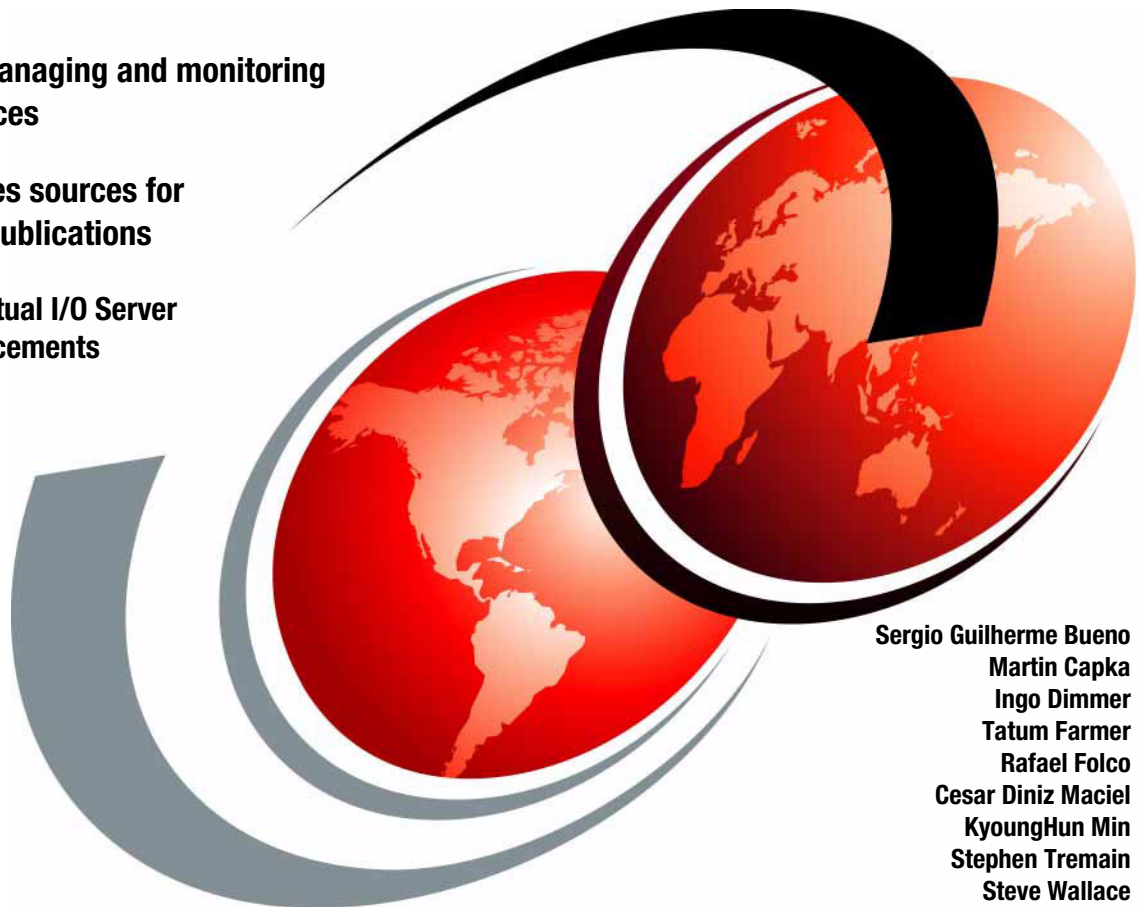 anaging and monitoring
ces
es sources for
ublications
tual I/O Server
cements
Sergio Guilherme Bueno
Martin Capka
Ingo Dimmer
Tatum Farmer
Rafael Folco
Cesar Diniz Maciel
KyoungHun Min
Stephen Tremain
Steve Wallace